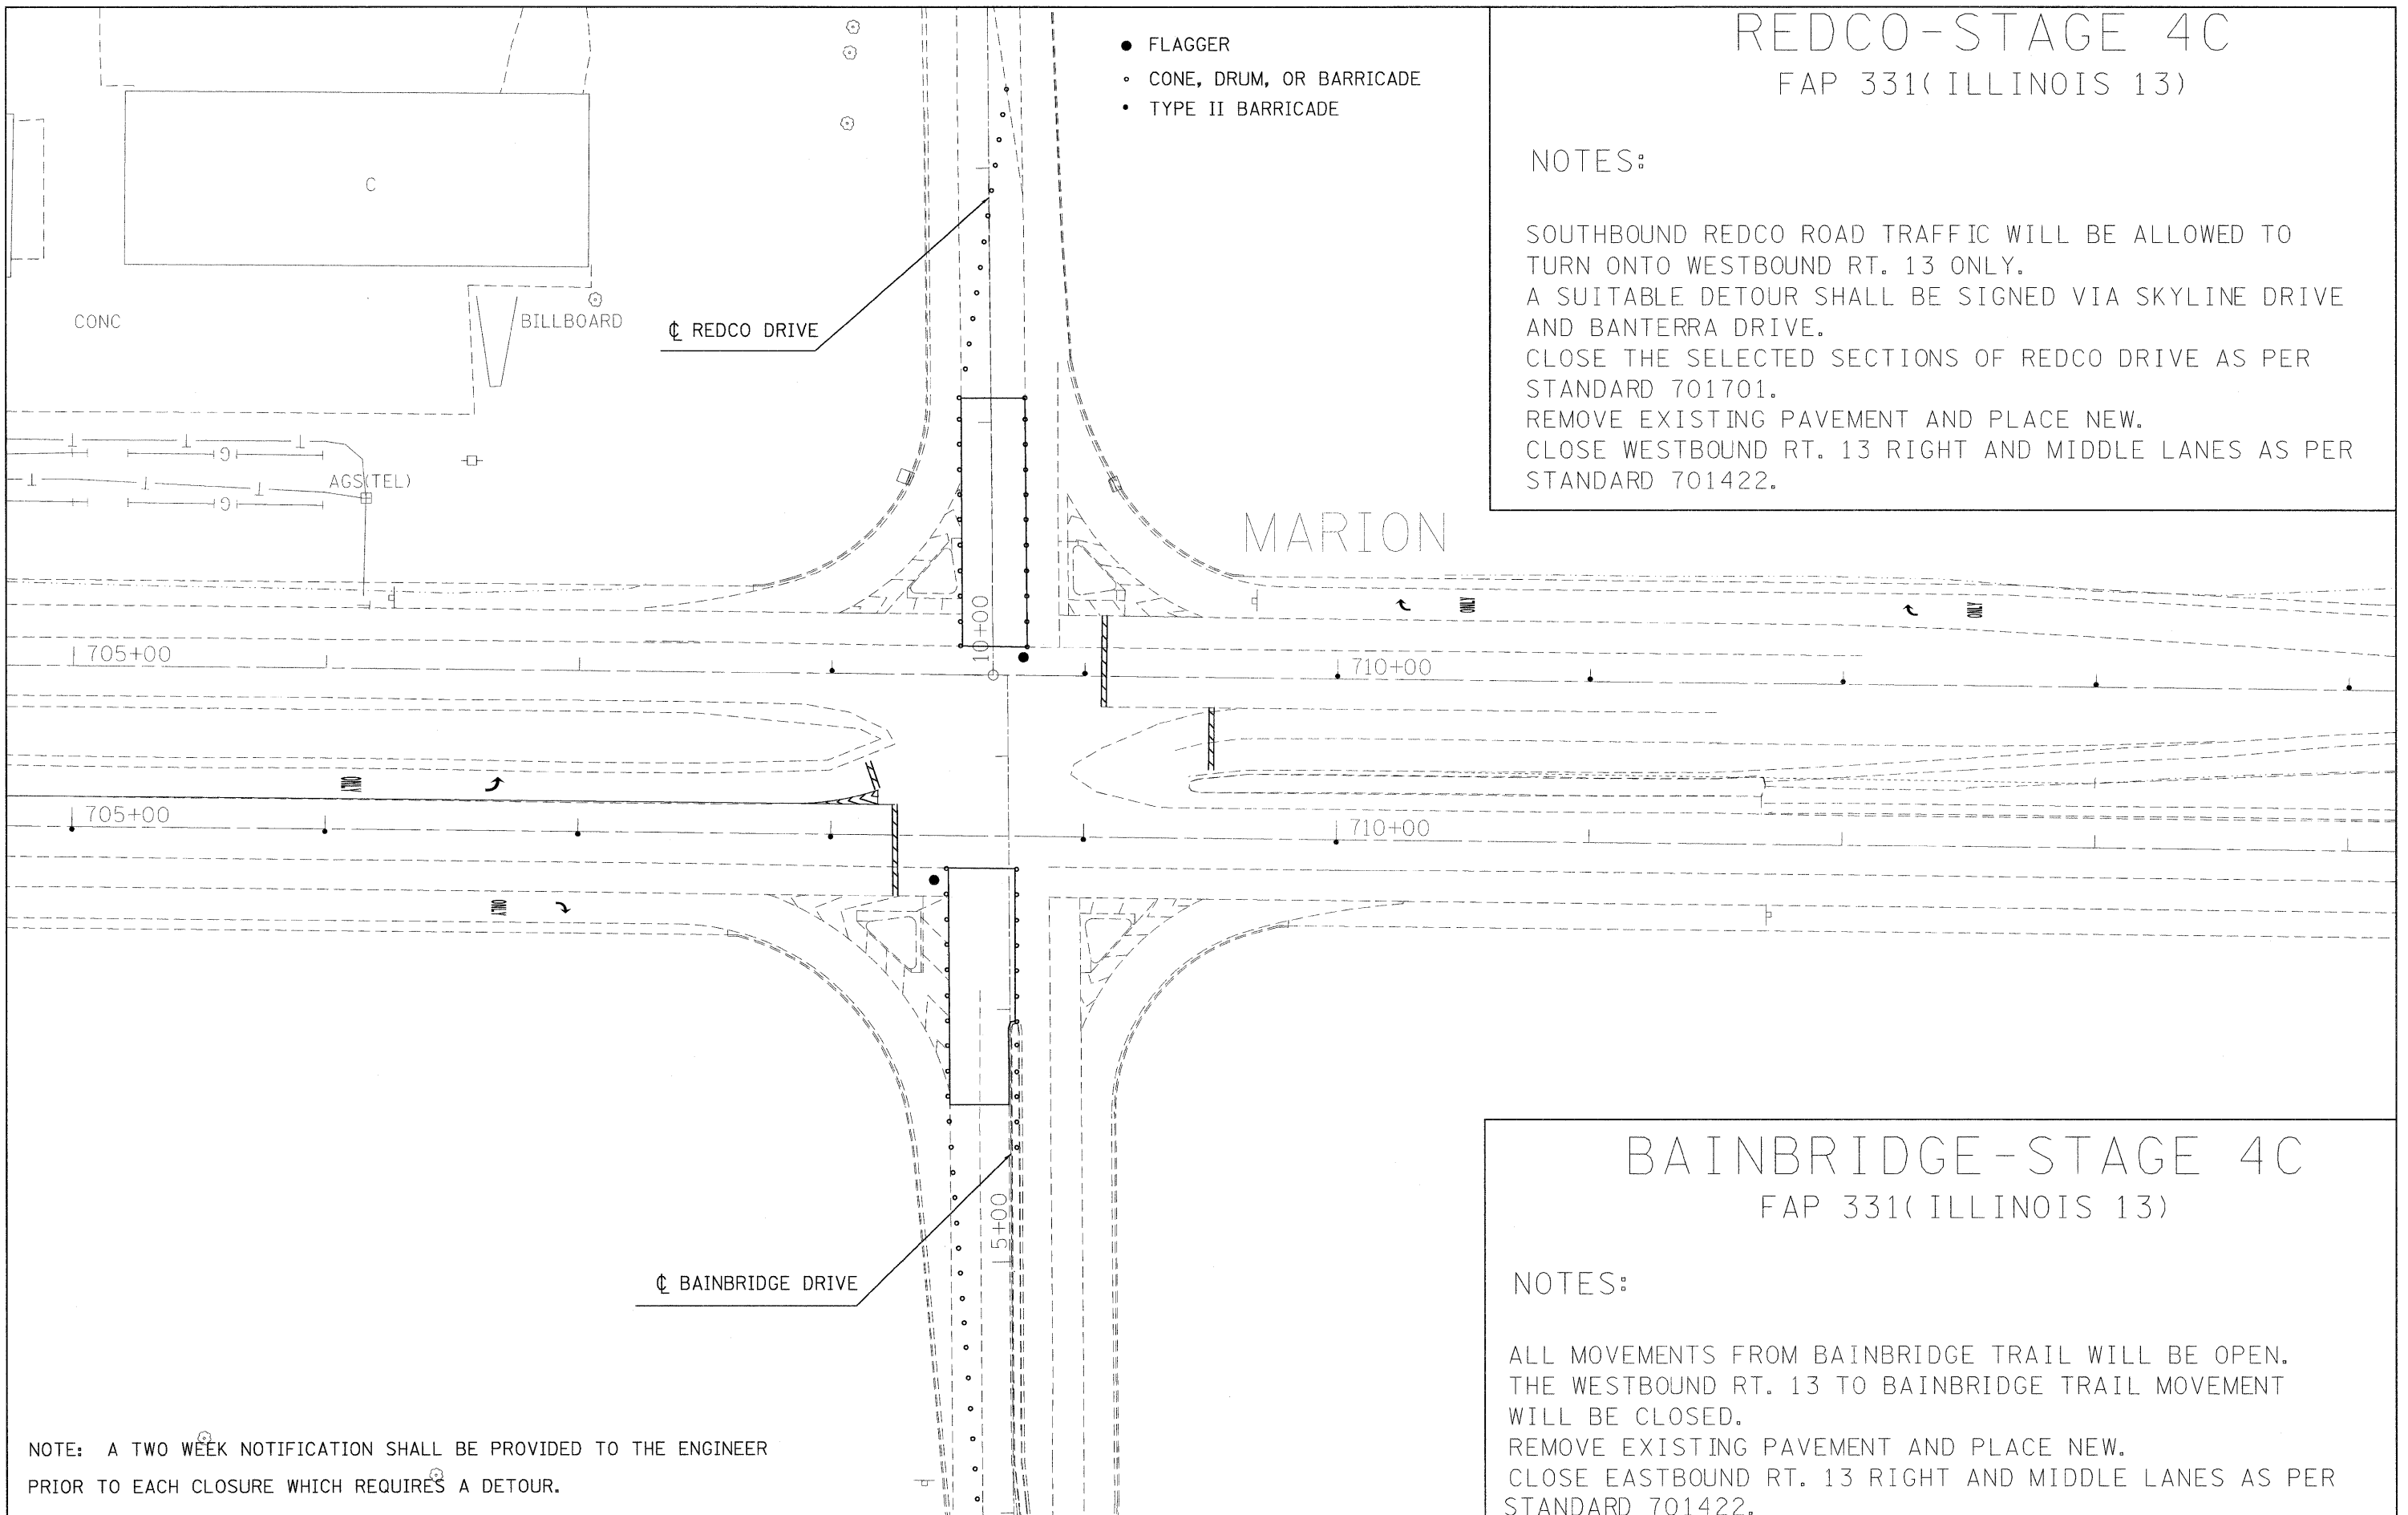 ● FLAGGER
∘ CONE, DRUM, OR BARRICADE
• TYPE II BARRICADE
REDCO-STAGE 4C
FAP 331(ILLINOIS 13)
NOTES:
SOUTHBOUND REDCO ROAD TRAFFIC WILL BE ALLOWED TO
TURN ONTO WESTBOUND RT. 13 ONLY.
A SUITABLE DETOUR SHALL BE SIGNED VIA SKYLINE DRIVE
AND BANTERRA DRIVE.
CLOSE THE SELECTED SECTIONS OF REDCO DRIVE AS PER
STANDARD 701701.
REMOVE EXISTING PAVEMENT AND PLACE NEW.
CLOSE WESTBOUND RT. 13 RIGHT AND MIDDLE LANES AS PER
STANDARD 701422.
C
CONC
BILLBOARD
℄ REDCO DRIVE
T T T
G
T T T
G
AGS(TEL)
MARION
ONLY
ONLY
10+00
705+00
710+00
ONLY
705+00
710+00
ONLY
5+00
℄ BAINBRIDGE DRIVE
BAINBRIDGE-STAGE 4C
FAP 331(ILLINOIS 13)
NOTES:
ALL MOVEMENTS FROM BAINBRIDGE TRAIL WILL BE OPEN.
THE WESTBOUND RT. 13 TO BAINBRIDGE TRAIL MOVEMENT
WILL BE CLOSED.
REMOVE EXISTING PAVEMENT AND PLACE NEW.
CLOSE EASTBOUND RT. 13 RIGHT AND MIDDLE LANES AS PER
STANDARD 701422.
NOTE: A TWO WEEK NOTIFICATION SHALL BE PROVIDED TO THE ENGINEER
PRIOR TO EACH CLOSURE WHICH REQUIRES A DETOUR.